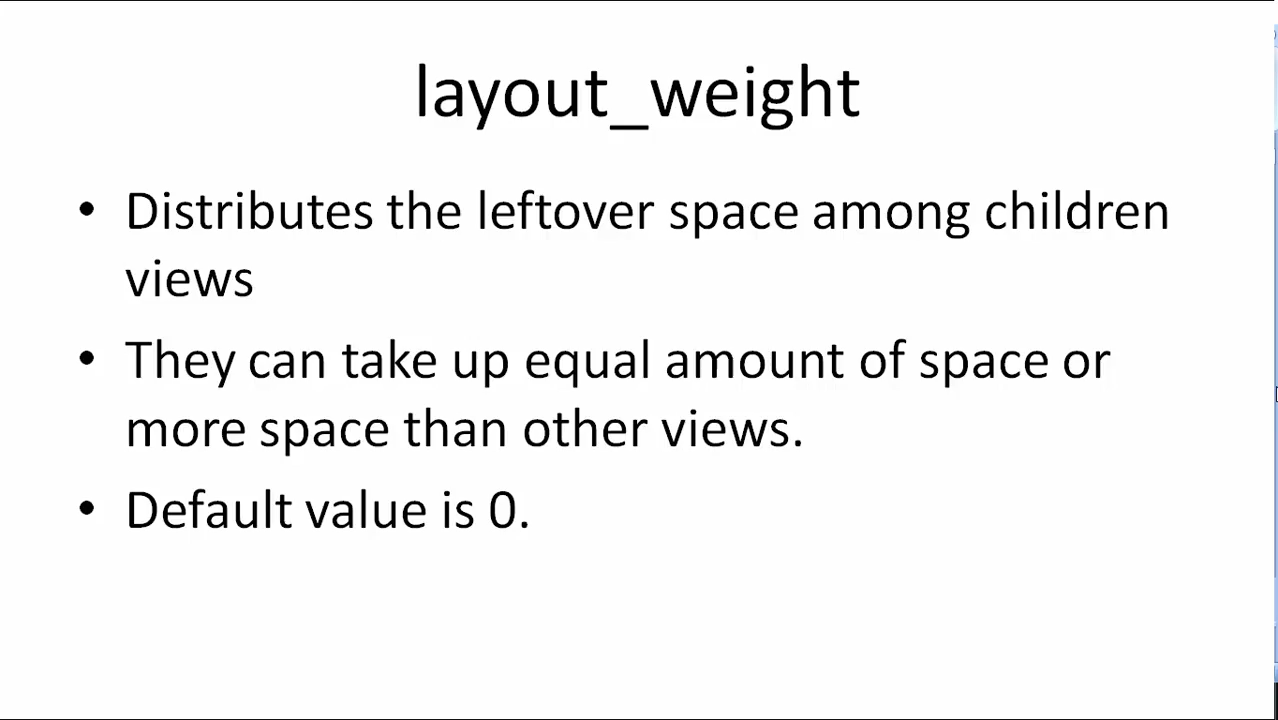 layout_weight
• Distributes the leftover space among children
views
• They can take up equal amount of space or
more space than other views.
• Default value is 0.